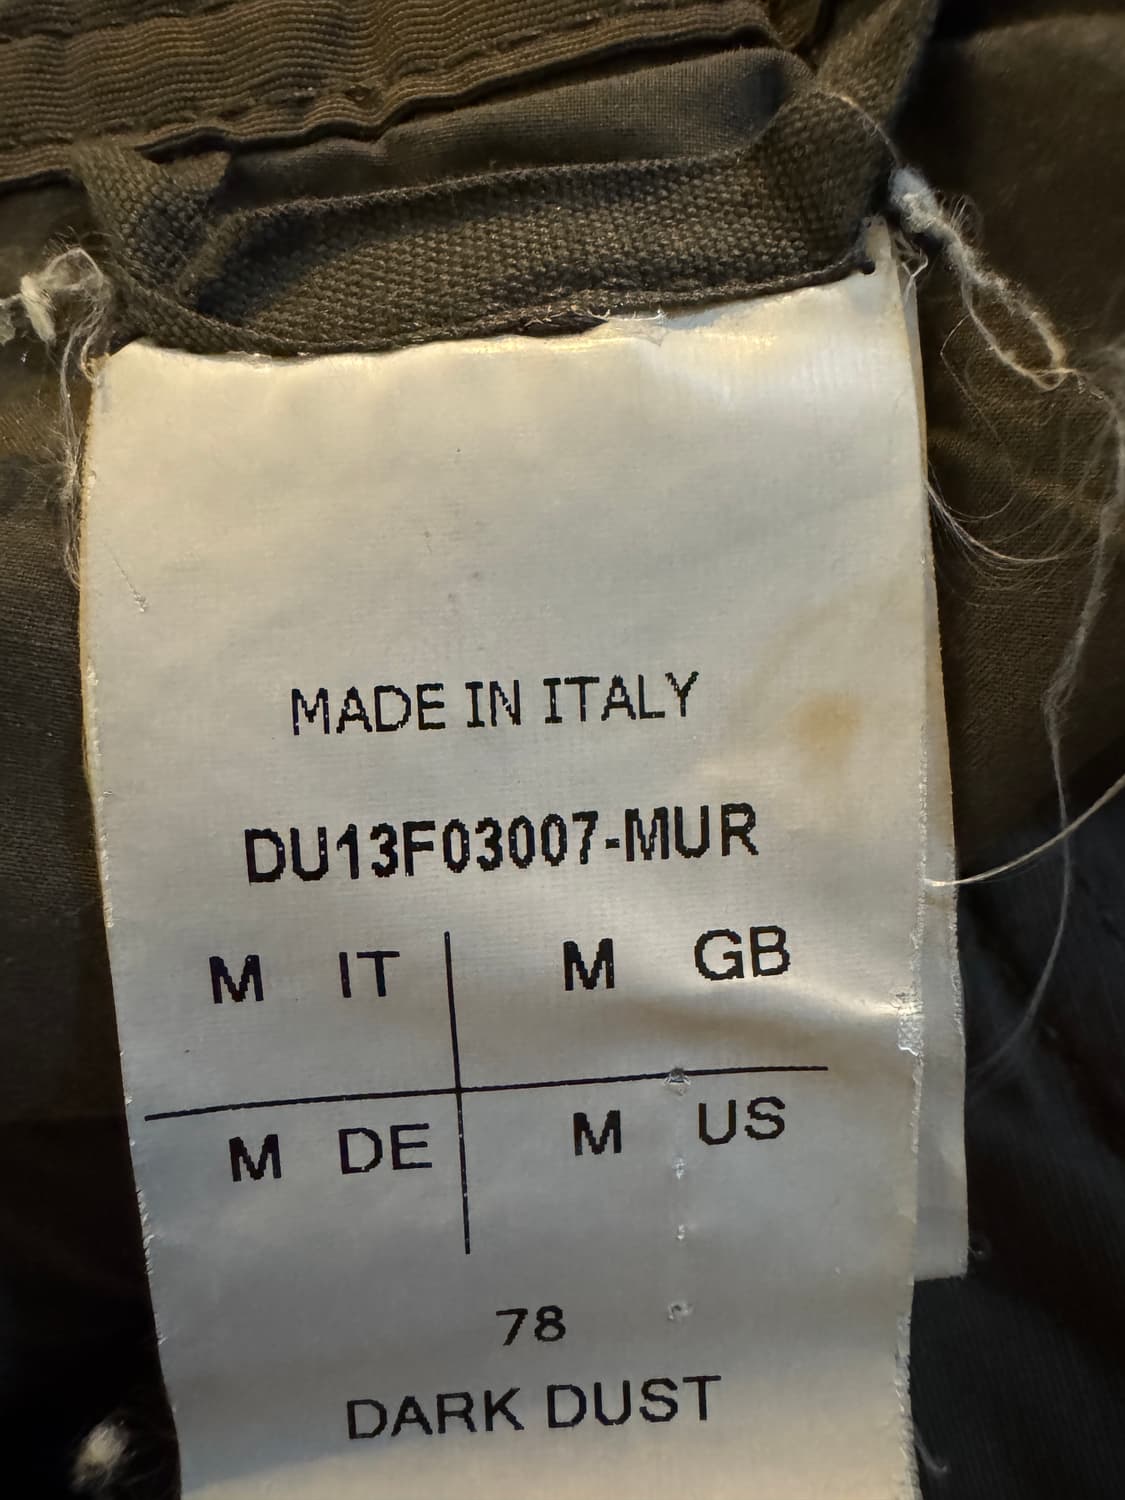 MADE IN ITALY
DU13F03007-MUR
M IT M GB
M DE M US
78
DARK DUST